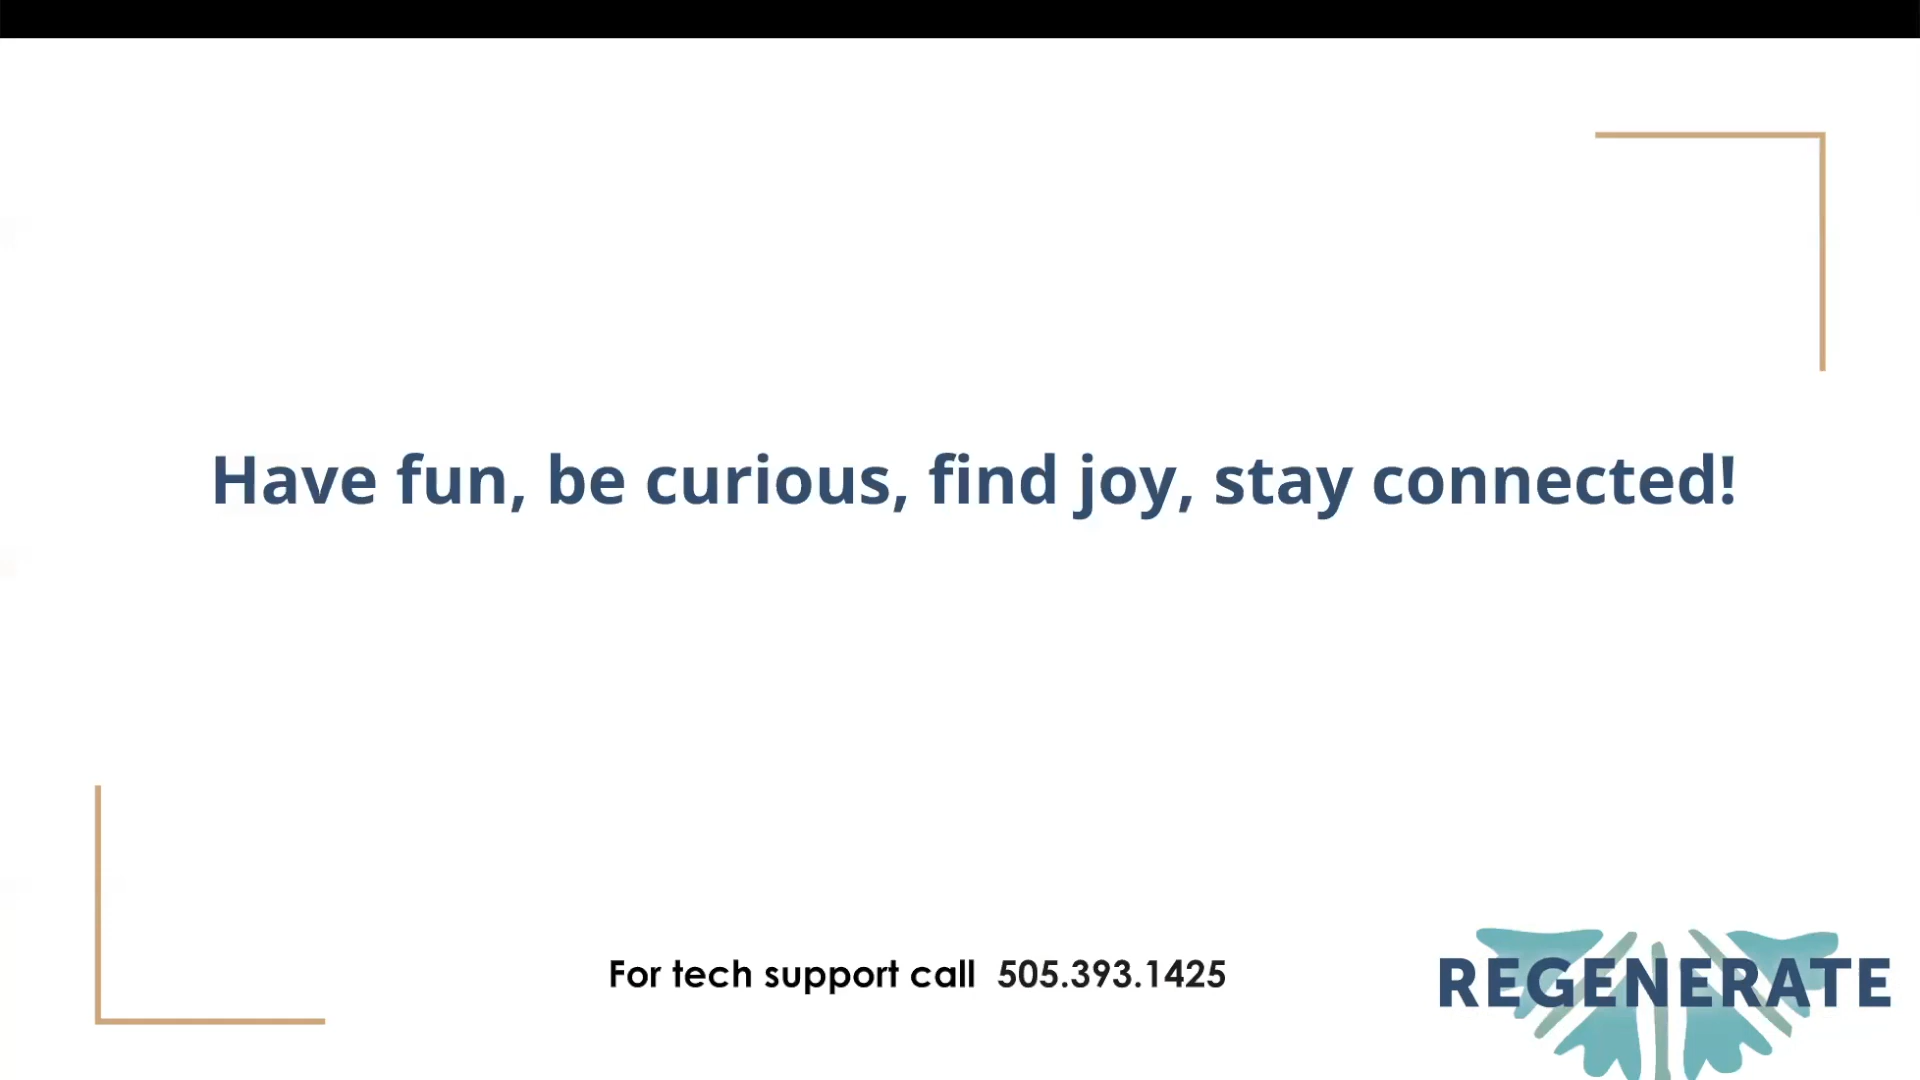 Have fun, be curious, find joy, stay connected!
For tech support call 505.393.1425
REGENERATE